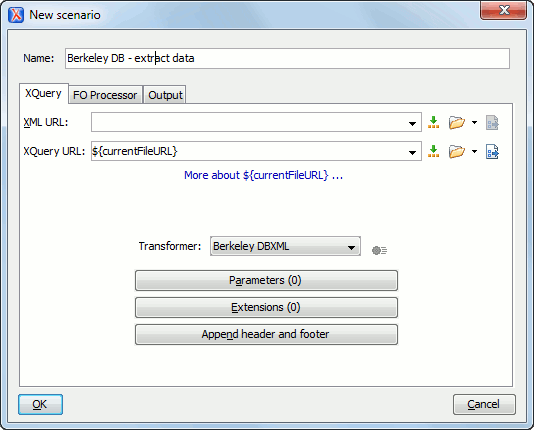 New scenario
Name: Berkeley DB - extract data
XQuery FO Processor Output
XML URL:
XQuery URL: ${currentFileURL}
More about ${currentFileURL} ...
Transformer: Berkeley DBXML
Parameters (0)
Extensions (0)
Append header and footer
OK Cancel